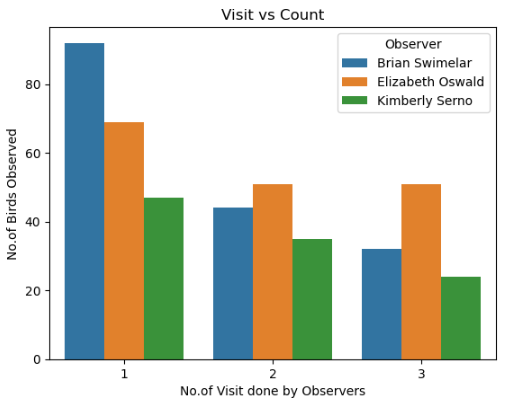 Visit vs Count
Observer
Brian Swimelar
Elizabeth Oswald
Kimberly Serno
No.of Birds Observed
80
60
40
20
0
1 2 3
No.of Visit done by Observers